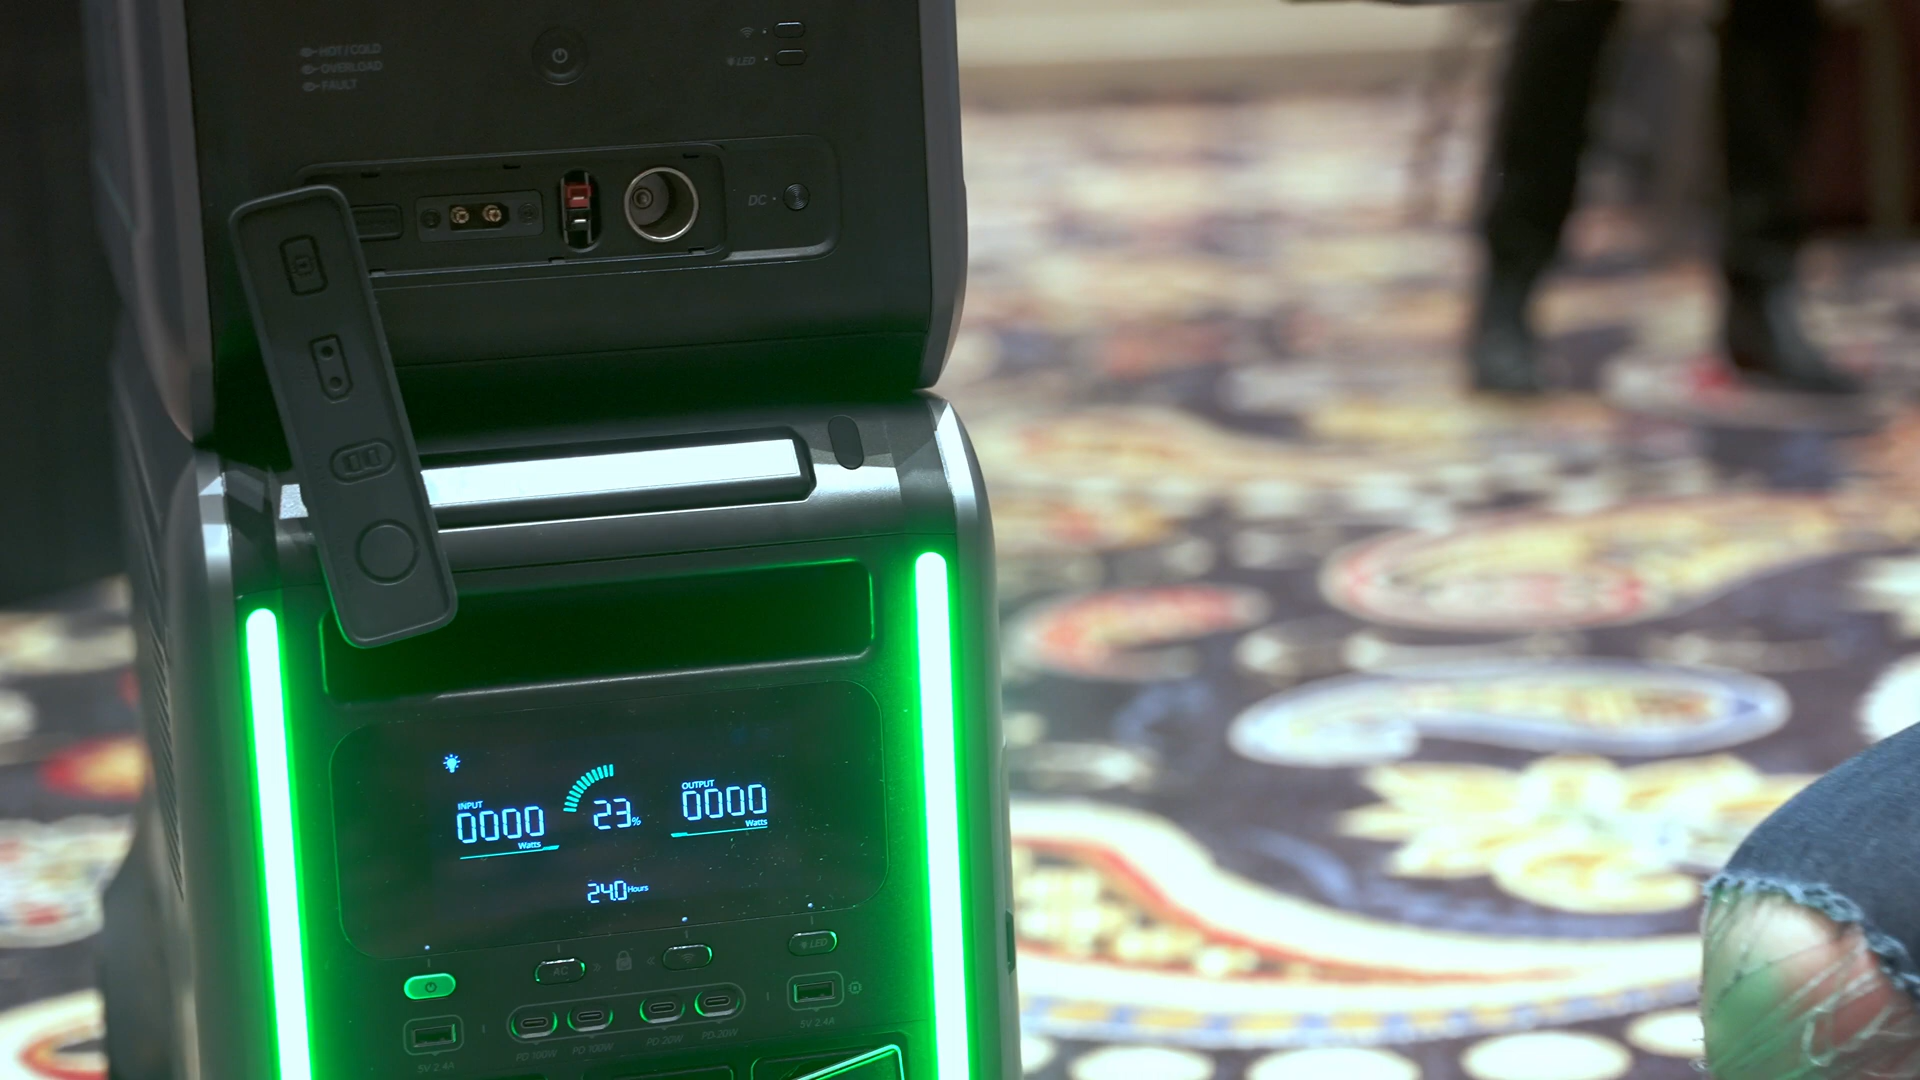 HOT/COLD
OVERLOAD
FAULT
LED
DC
INPUT
0000
Watts
23%
OUTPUT
0000
Watts
24.0 Hours
AC
LED
5V 2.4A
PD 100W
PD 100W
PD 20W
PD 20W
5V 2.4A